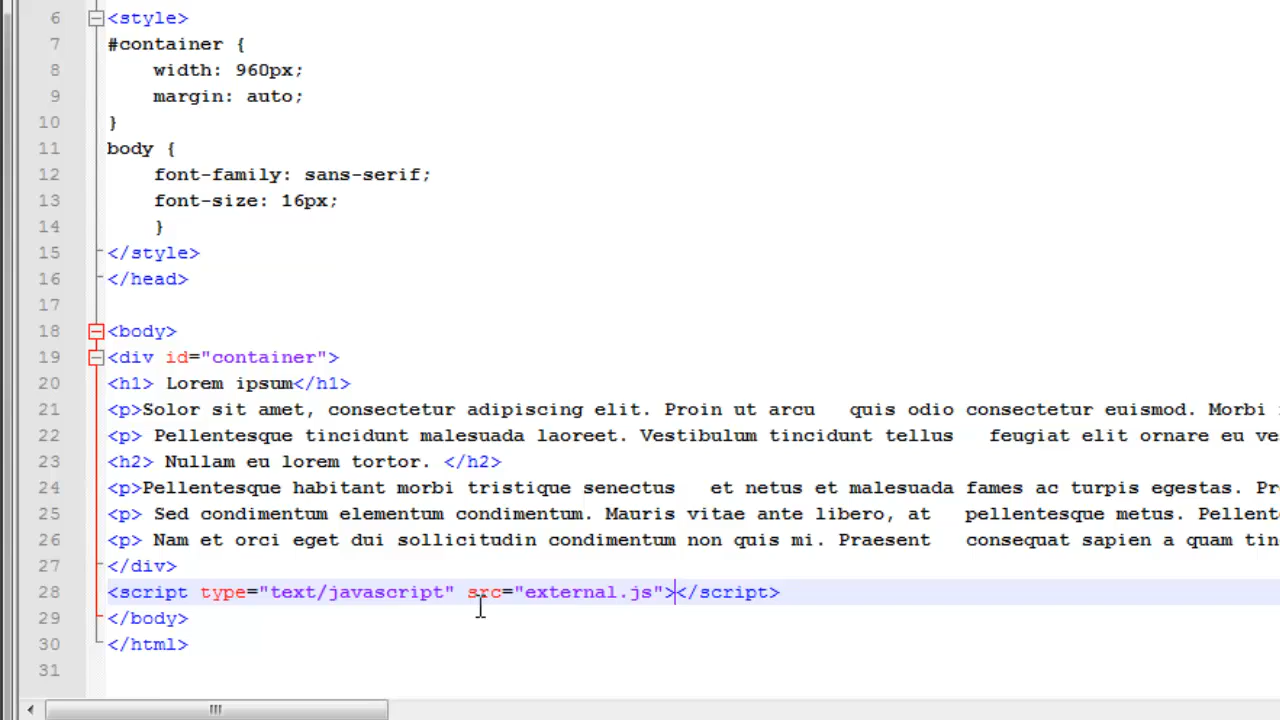 6 <style>
7 #container {
8 width: 960px;
9 margin: auto;
10 }
11 body {
12 font-family: sans-serif;
13 font-size: 16px;
14 }
15 </style>
16 </head>
17
18 <body>
19 <div id="container">
20 <h1> Lorem ipsum</h1>
21 <p>Solor sit amet, consectetur adipiscing elit. Proin ut arcu quis odio consectetur euismod. Morbi
22 <p> Pellentesque tincidunt malesuada laoreet. Vestibulum tincidunt tellus feugiat elit ornare eu ve
23 <h2> Nullam eu lorem tortor. </h2>
24 <p>Pellentesque habitant morbi tristique senectus et netus et malesuada fames ac turpis egestas. Pr
25 <p> Sed condimentum elementum condimentum. Mauris vitae ante libero, at pellentesque metus. Pellent
26 <p> Nam et orci eget dui sollicitudin condimentum non quis mi. Praesent consequat sapien a quam tin
27 </div>
28 <script type="text/javascript" src="external.js"></script>
29 </body>
30 </html>
31